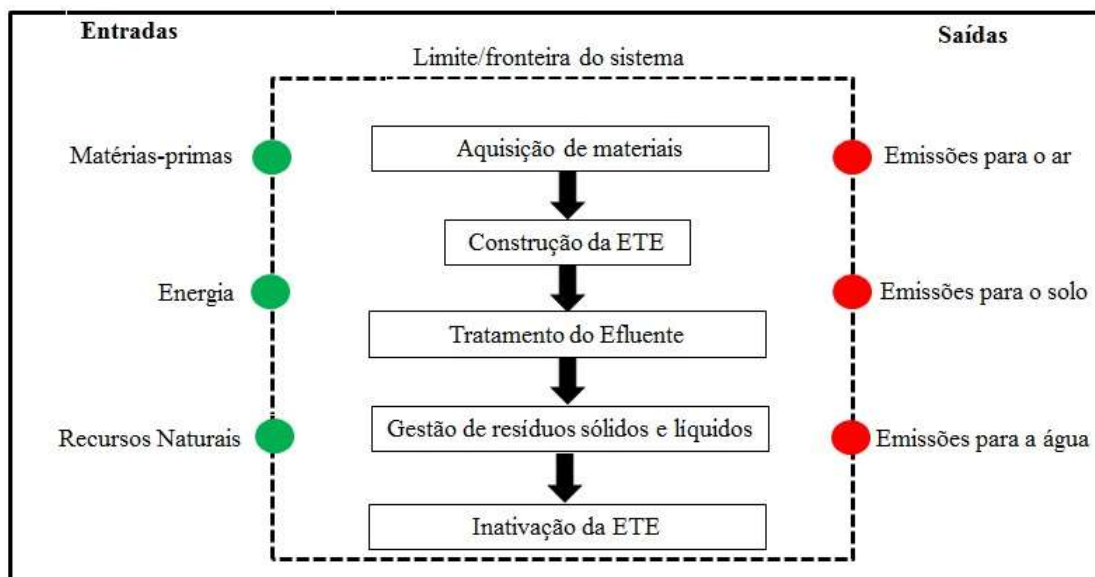 Entradas
Saídas
Limite/fronteira do sistema
Matérias-primas
Aquisição de materiais
Emissões para o ar
Construção da ETE
Energia
Emissões para o solo
Tratamento do Efluente
Recursos Naturais
Gestão de resíduos sólidos e líquidos
Emissões para a água
Inativação da ETE